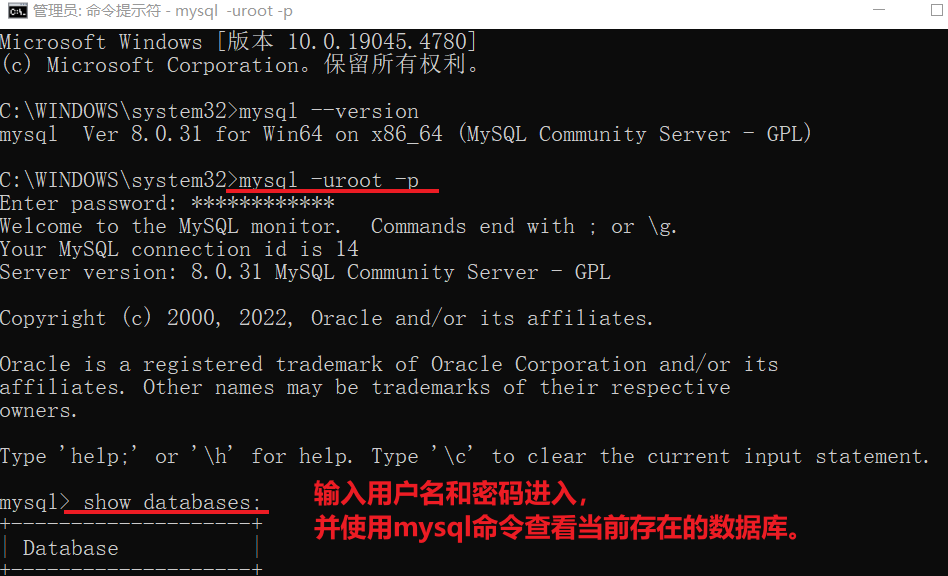 管理员: 命令提示符 - mysql  -uroot -p
Microsoft Windows [版本 10.0.19045.4780]
(c) Microsoft Corporation。保留所有权利。
C:\WINDOWS\system32>mysql --version
mysql  Ver 8.0.31 for Win64 on x86_64 (MySQL Community Server - GPL)
C:\WINDOWS\system32>mysql -uroot -p
Enter password: ************
Welcome to the MySQL monitor.  Commands end with ; or \g.
Your MySQL connection id is 14
Server version: 8.0.31 MySQL Community Server - GPL
Copyright (c) 2000, 2022, Oracle and/or its affiliates.
Oracle is a registered trademark of Oracle Corporation and/or its
affiliates. Other names may be trademarks of their respective
owners.
Type 'help;' or '\h' for help. Type '\c' to clear the current input statement.
mysql> show databases;
输入用户名和密码进入，
并使用mysql命令查看当前存在的数据库。
+--------------------+
| Database           |
+--------------------+